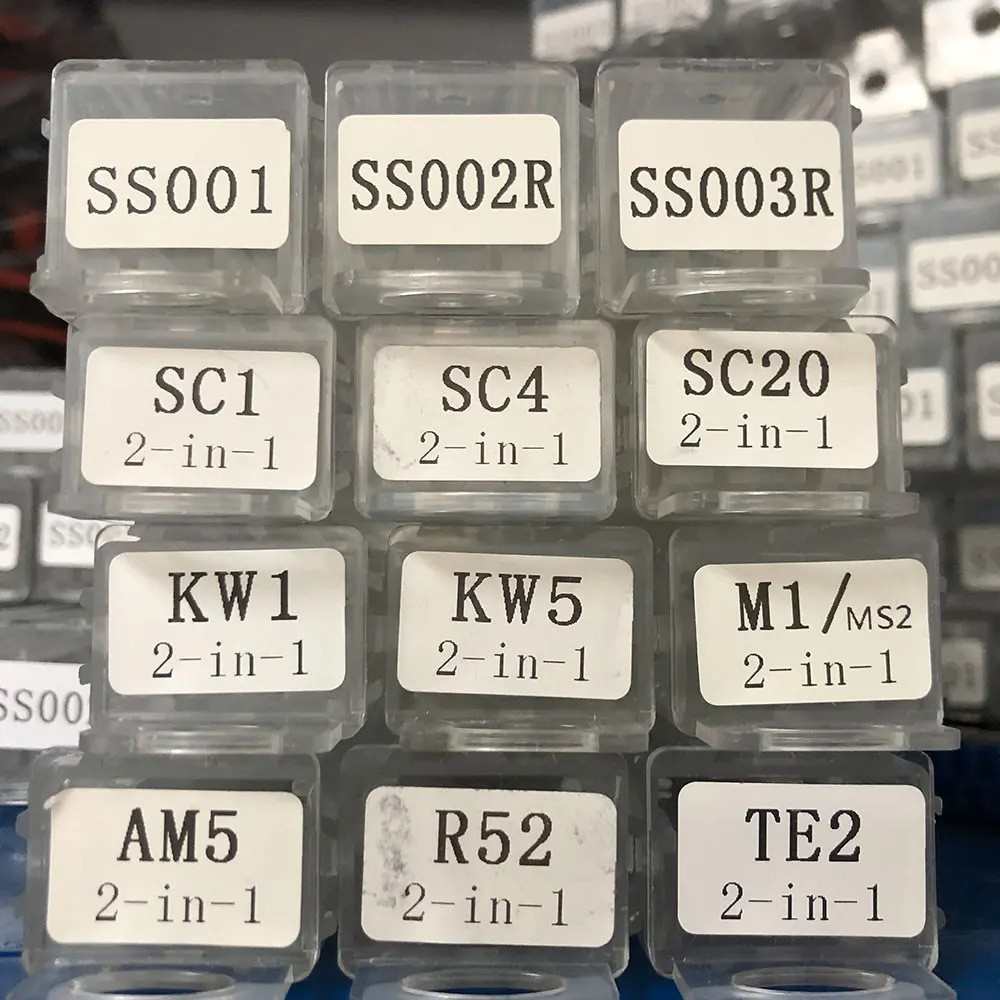 SS001
SS002R
SS003R
SC1
2-in-1
SC4
2-in-1
SC20
2-in-1
KW1
2-in-1
KW5
2-in-1
M1/MS2
2-in-1
AM5
2-in-1
R52
2-in-1
TE2
2-in-1